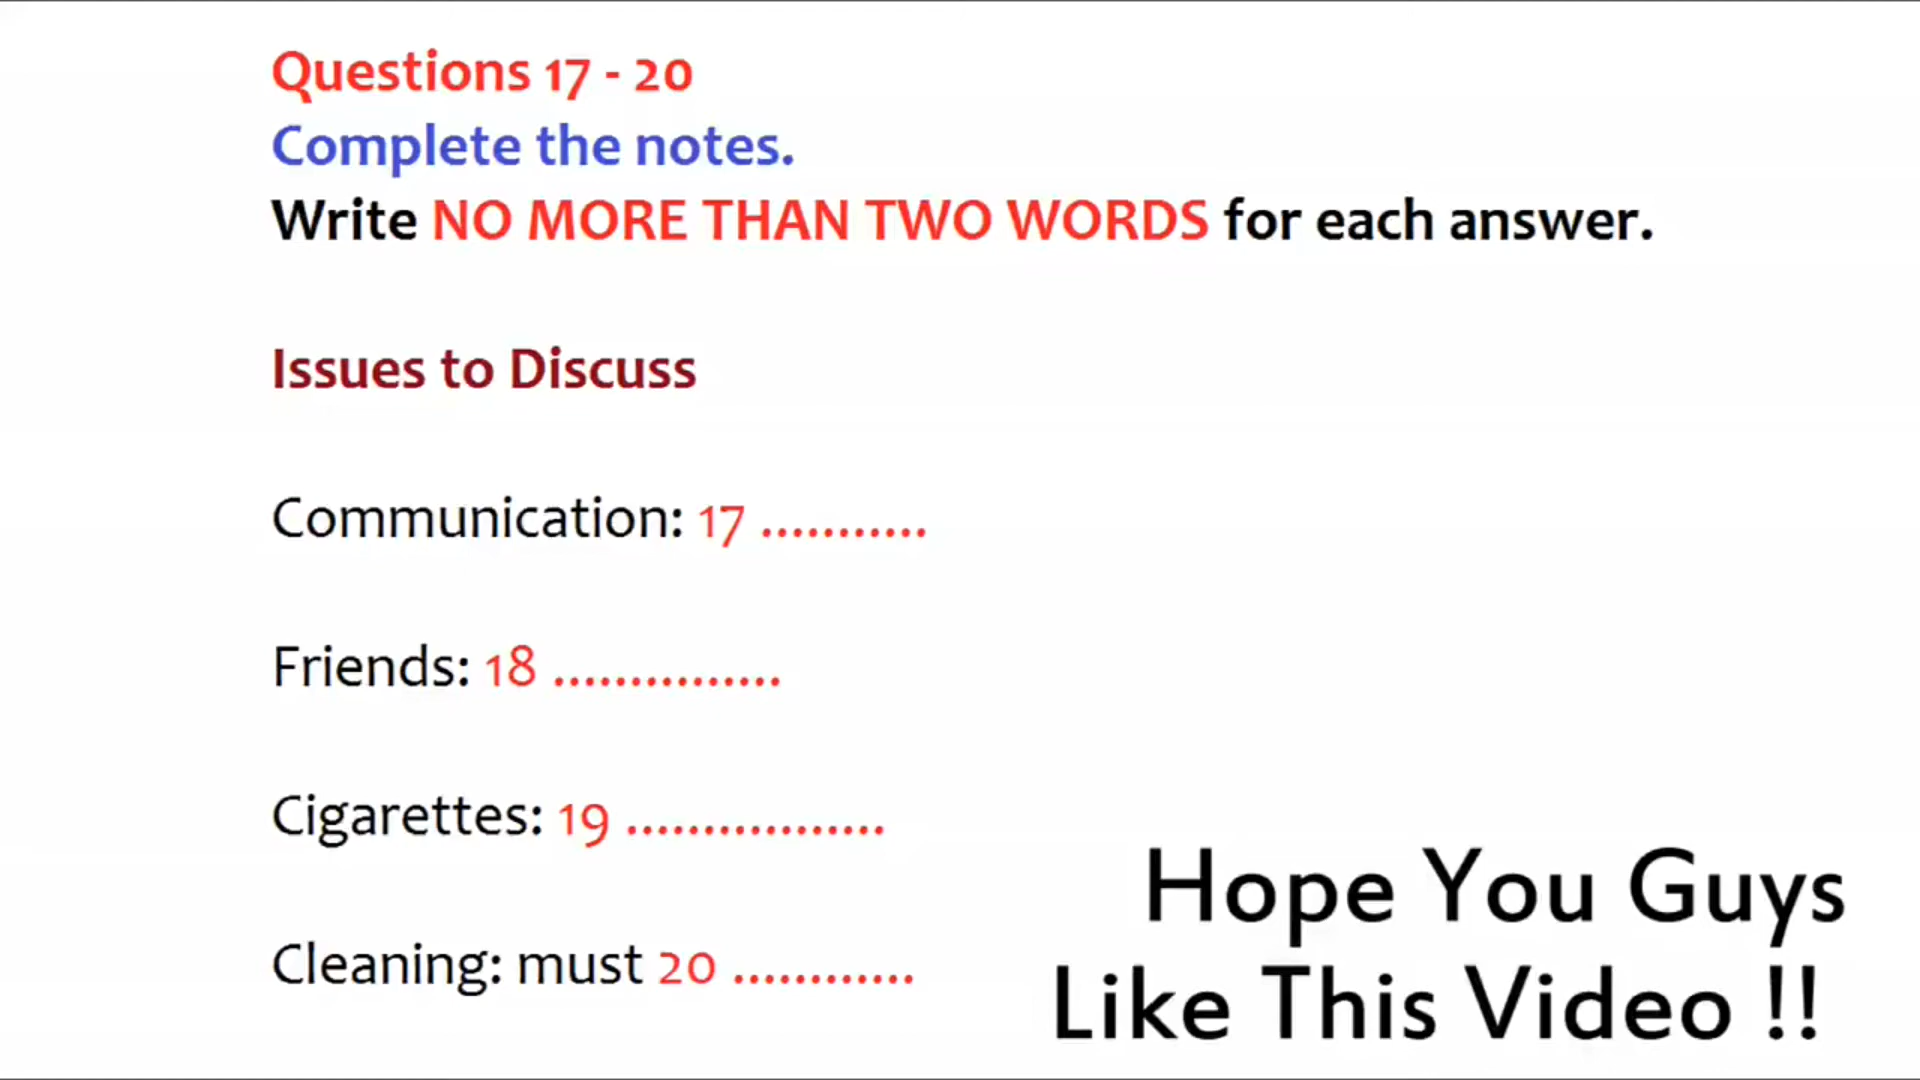 Questions 17 - 20
Complete the notes.
Write NO MORE THAN TWO WORDS for each answer.
Issues to Discuss
Communication: 17 ...........
Friends: 18 ...............
Cigarettes: 19 .................
Cleaning: must 20 ............
Hope You Guys
Like This Video !!